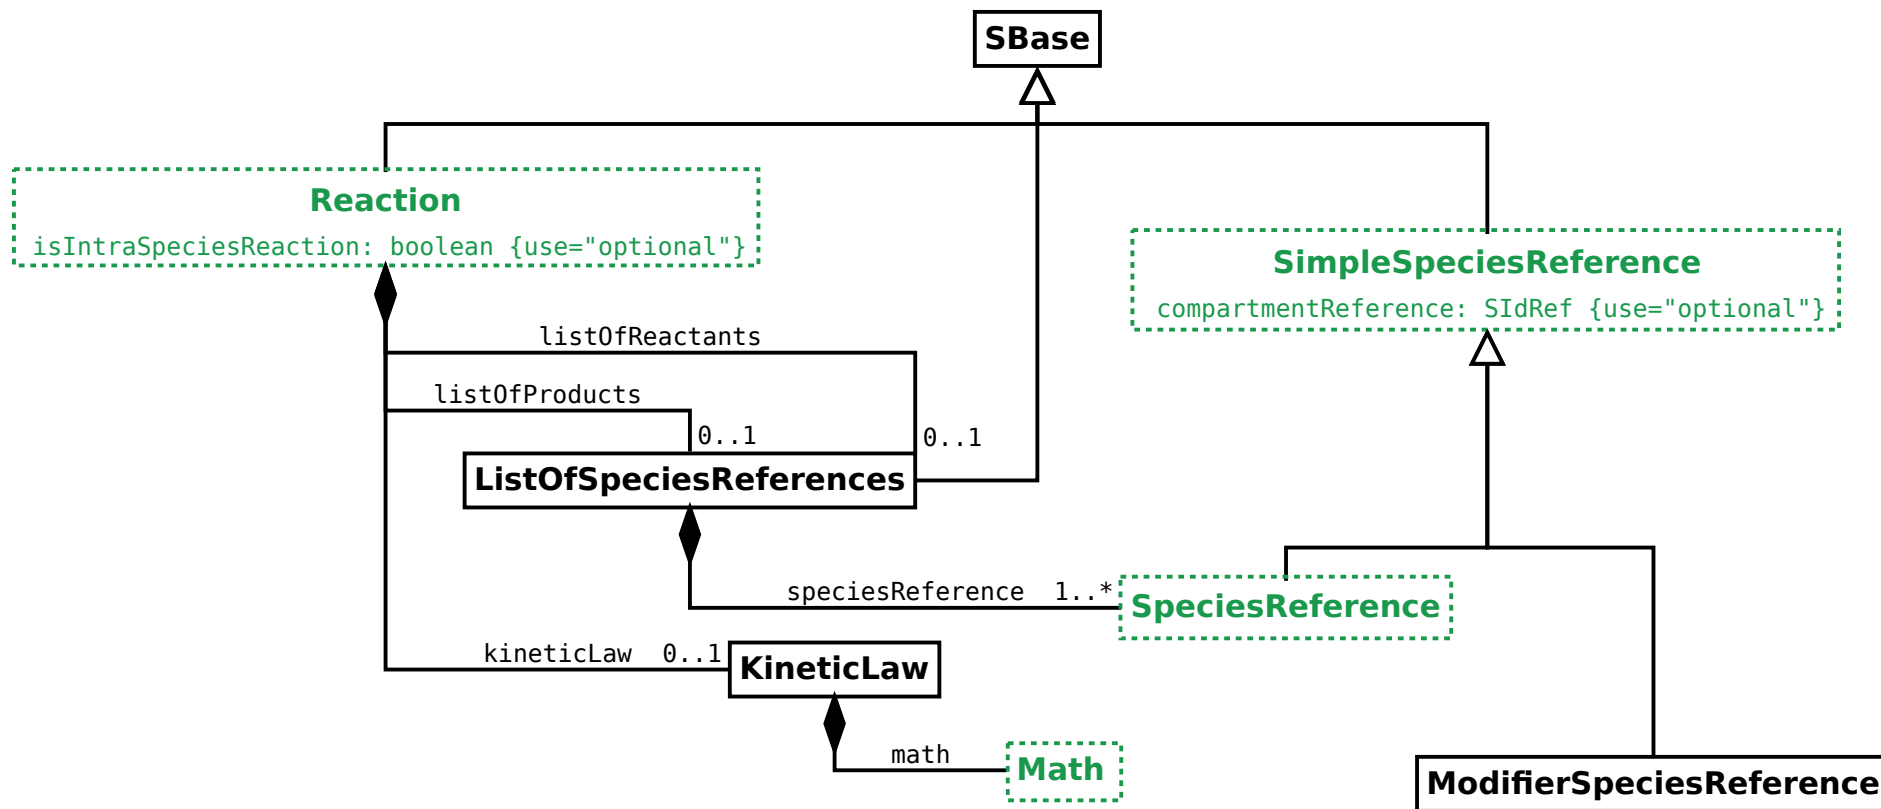 SBase
Reaction
isIntraSpeciesReaction: boolean {use="optional"}
SimpleSpeciesReference
compartmentReference: SIdRef {use="optional"}
listOfReactants
listOfProducts
0..1
0..1
ListOfSpeciesReferences
speciesReference 1..*
SpeciesReference
kineticLaw 0..1
KineticLaw
math
Math
ModifierSpeciesReference